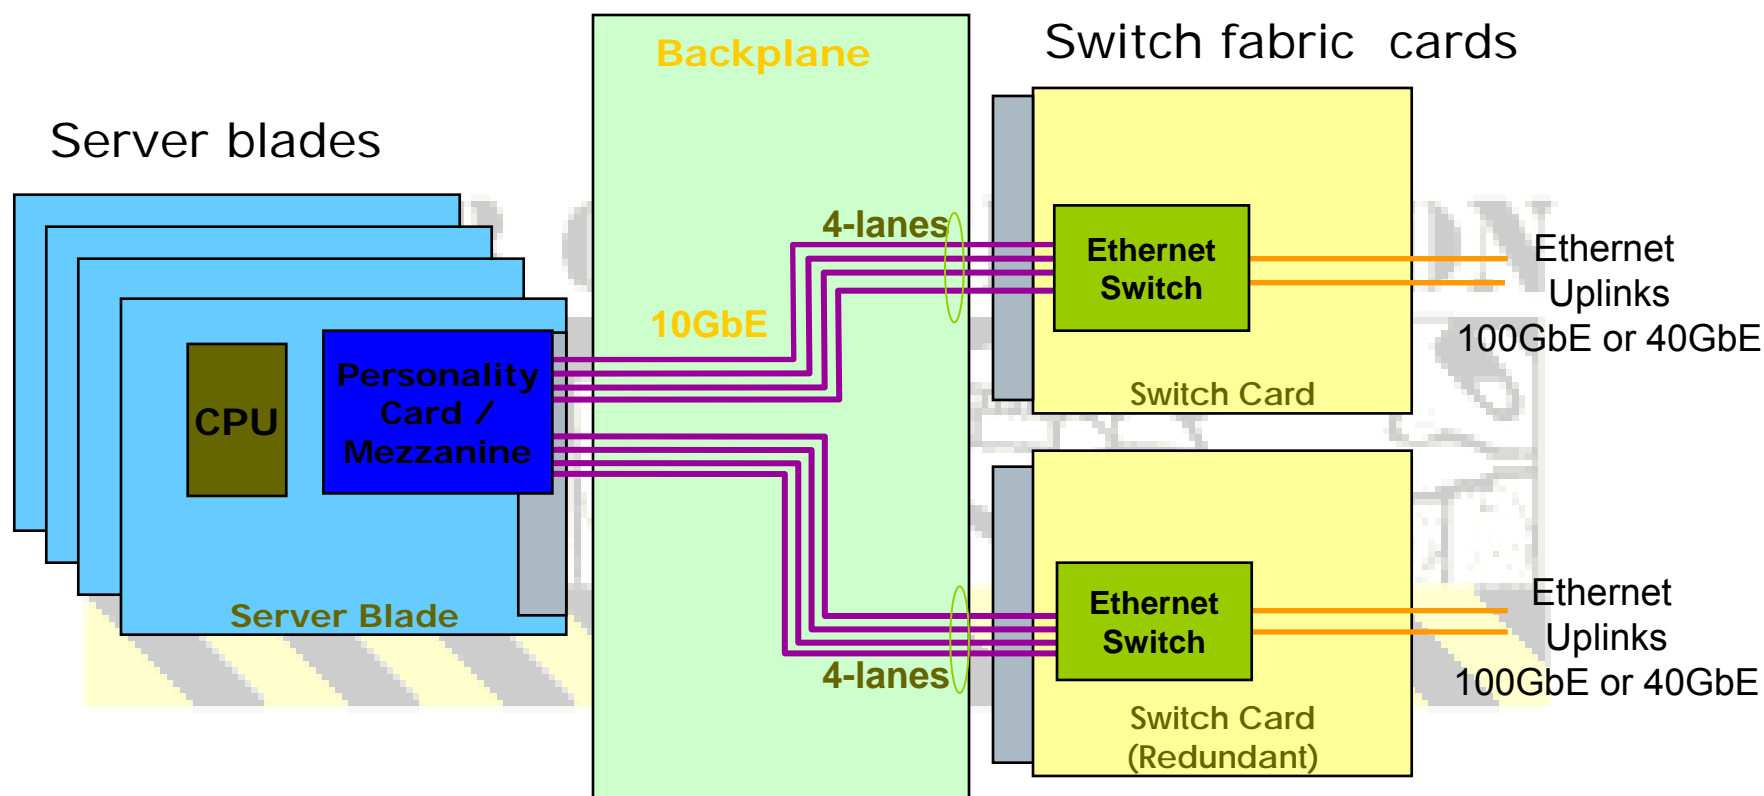 Backplane
Switch fabric cards
Server blades
4-lanes
Ethernet
Switch
Ethernet
Uplinks
100GbE or 40GbE
10GbE
Switch Card
CPU
Personality
Card /
Mezzanine
Server Blade
Ethernet
Switch
Ethernet
Uplinks
100GbE or 40GbE
4-lanes
Switch Card
(Redundant)